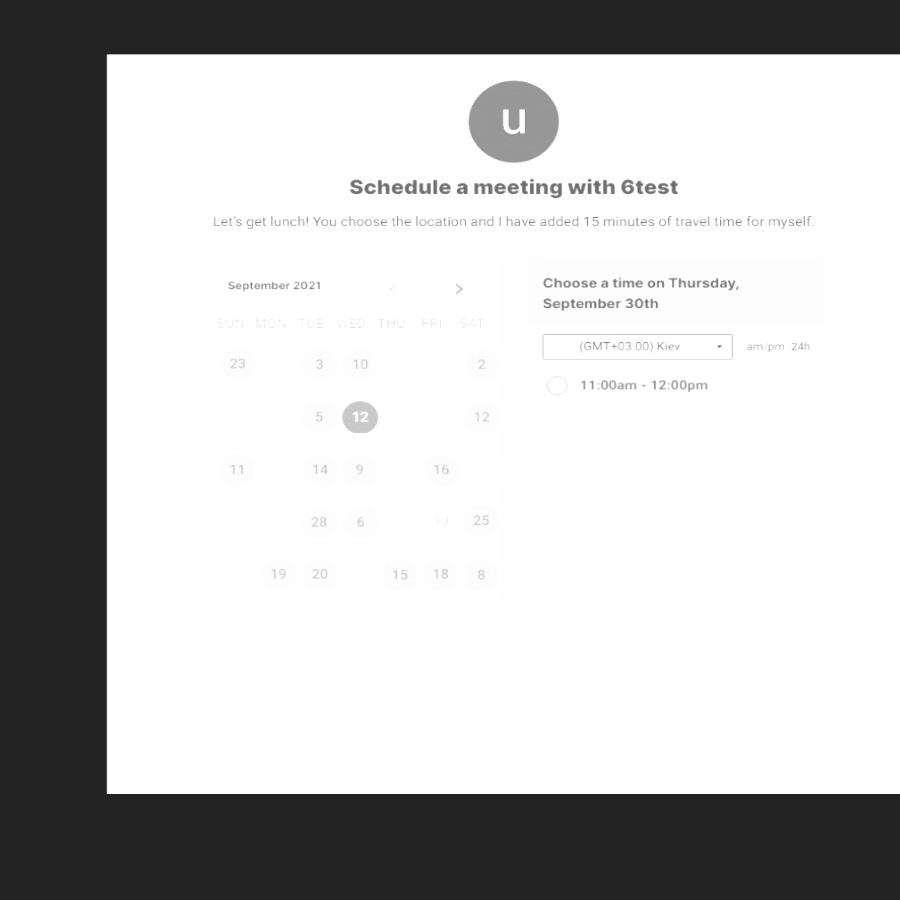 u
Schedule a meeting with 6test
Let's get lunch! You choose the location and I have added 15 minutes of travel time for myself.
September 2021
SUN MON TUE WED THU FRI SAT
23 3 10 2
5 12 12
11 14 9 16
28 6 25
19 20 15 18 8
Choose a time on Thursday,
September 30th
(GMT+03:00) Kiev
am/pm 24h
11:00am - 12:00pm